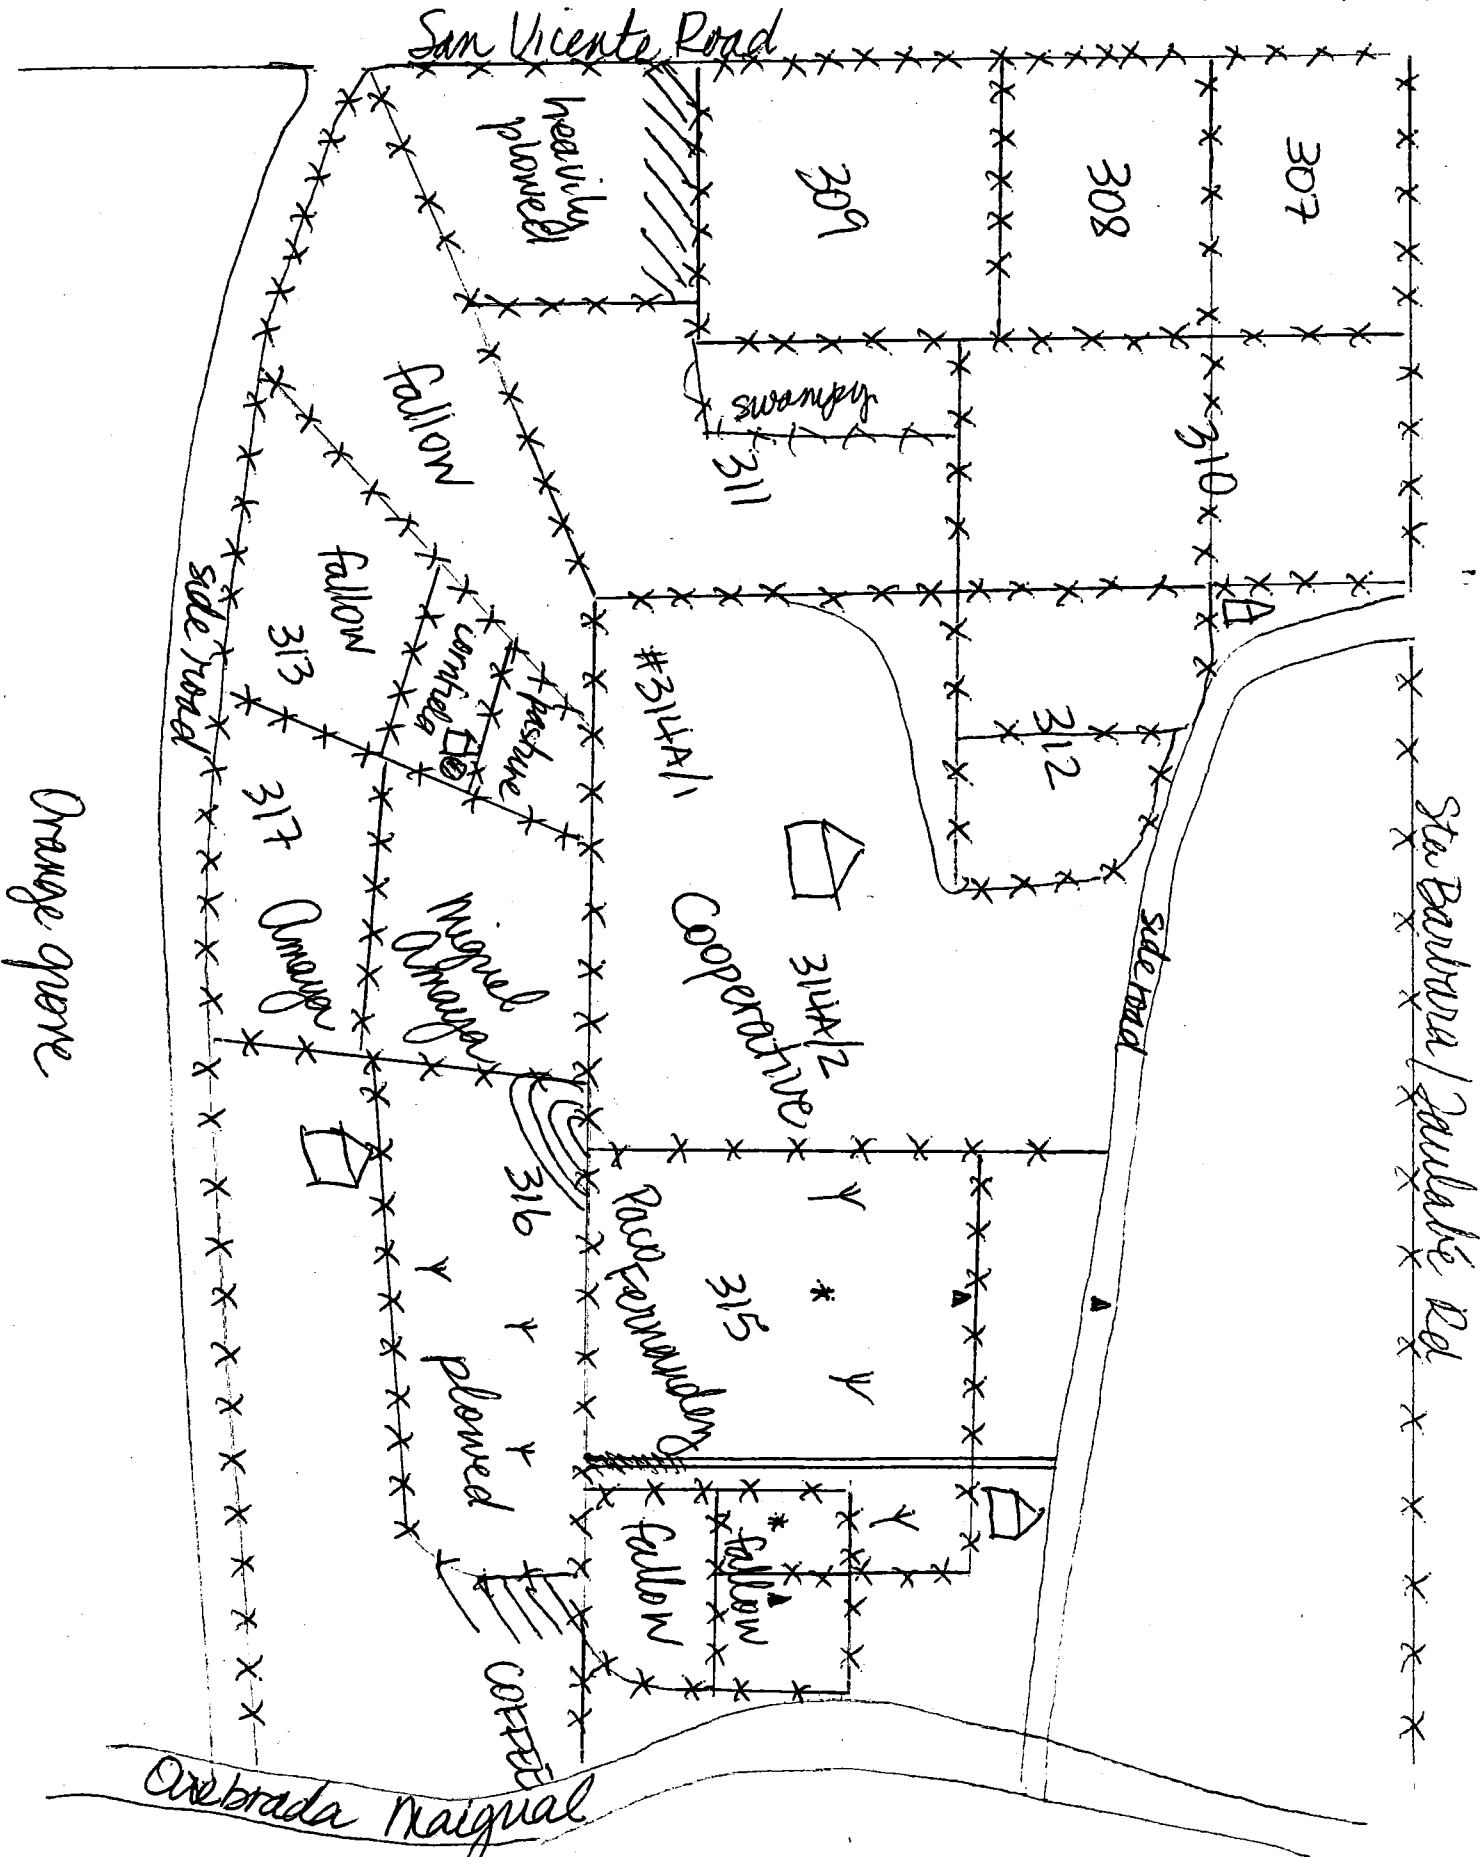 San Vicente Road
heavily
plowed
309
308
307
swampy
310
311
fallow
fallow
313
side road
cornfield
pasture
#314A/1
312
317
Amaya
Miguel
Amaya
Cooperative
314A/2
side road
Sta Barbara / Jaulabé Rd
Orange grove
316
plowed
Paco
Fernandez
315
fallow
fallow
COFFEE
Quebrada Maigual